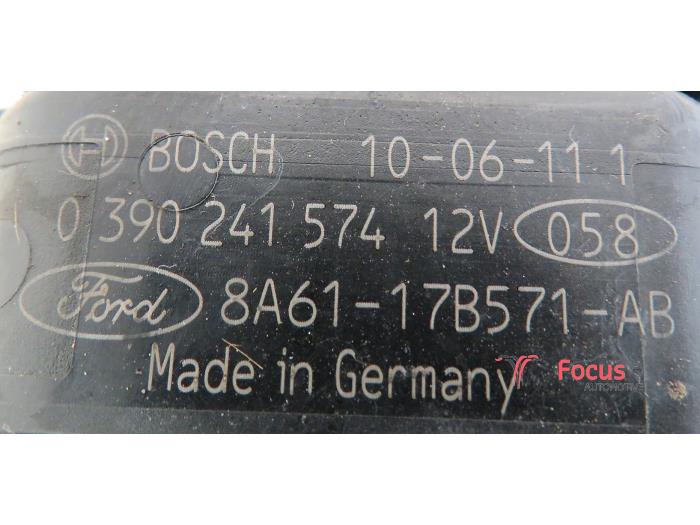 BOSCH 10-06-11 1
0 390 241 574 12V 058
Ford 8A61-17B571-AB
Made in Germany
Focus
AUTOMOTIVE